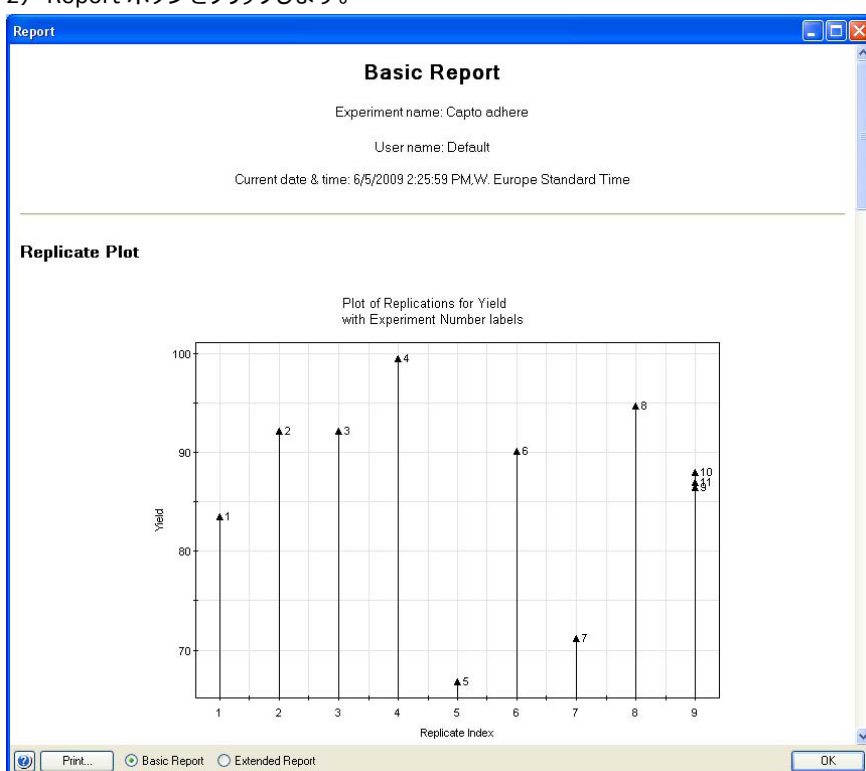 2) Report ボタンをクリックします。
Report
Basic Report
Experiment name: Capto adhere
User name: Default
Current date & time: 6/5/2009 2:25:59 PM,W. Europe Standard Time
Replicate Plot
Plot of Replications for Yield
with Experiment Number labels
100
90
80
70
Yield
1
2
3
4
5
6
7
8
10
11
9
1 2 3 4 5 6 7 8 9
Replicate Index
Print... Basic Report Extended Report OK